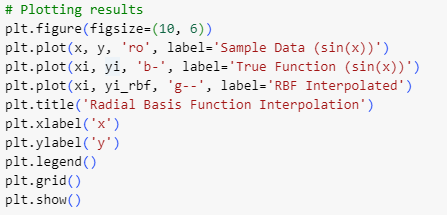 # Plotting results
plt.figure(figsize=(10, 6))
plt.plot(x, y, 'ro', label='Sample Data (sin(x))')
plt.plot(xi, yi, 'b-', label='True Function (sin(x))')
plt.plot(xi, yi_rbf, 'g--', label='RBF Interpolated')
plt.title('Radial Basis Function Interpolation')
plt.xlabel('x')
plt.ylabel('y')
plt.legend()
plt.grid()
plt.show()